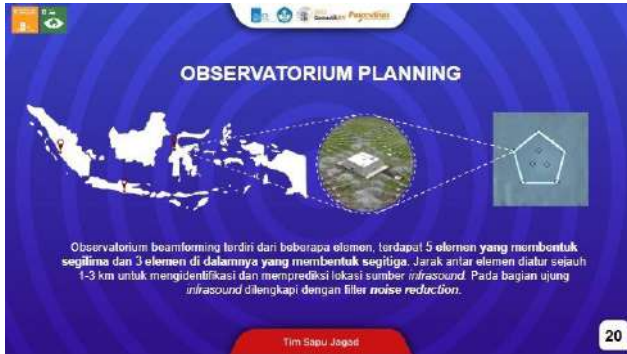 OBSERVATORIUM PLANNING
Observatorium beamforming terdiri dari beberapa elemen, terdapat 5 elemen yang membentuk
segilima dan 3 elemen di dalamnya yang membentuk segitiga. Jarak antar elemen diatur sejauh
1-3 km untuk mengidentifikasi dan memprediksi lokasi sumber infrasound. Pada bagian ujung
infrasound dilengkapi dengan filter noise reduction.
Tim Sapu Jagad
20